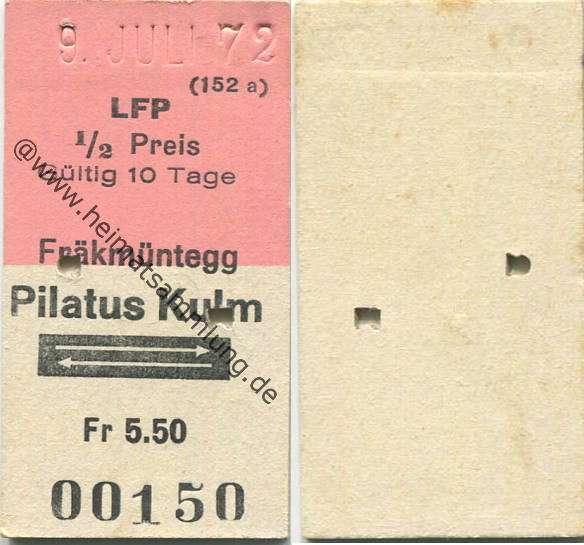 9. JULI 72
(152 a)
LFP
1/2 Preis
Gültig 10 Tage
Fräkmüntegg
Pilatus Kulm
Fr 5.50
00150
@www.heimatsammlung.de